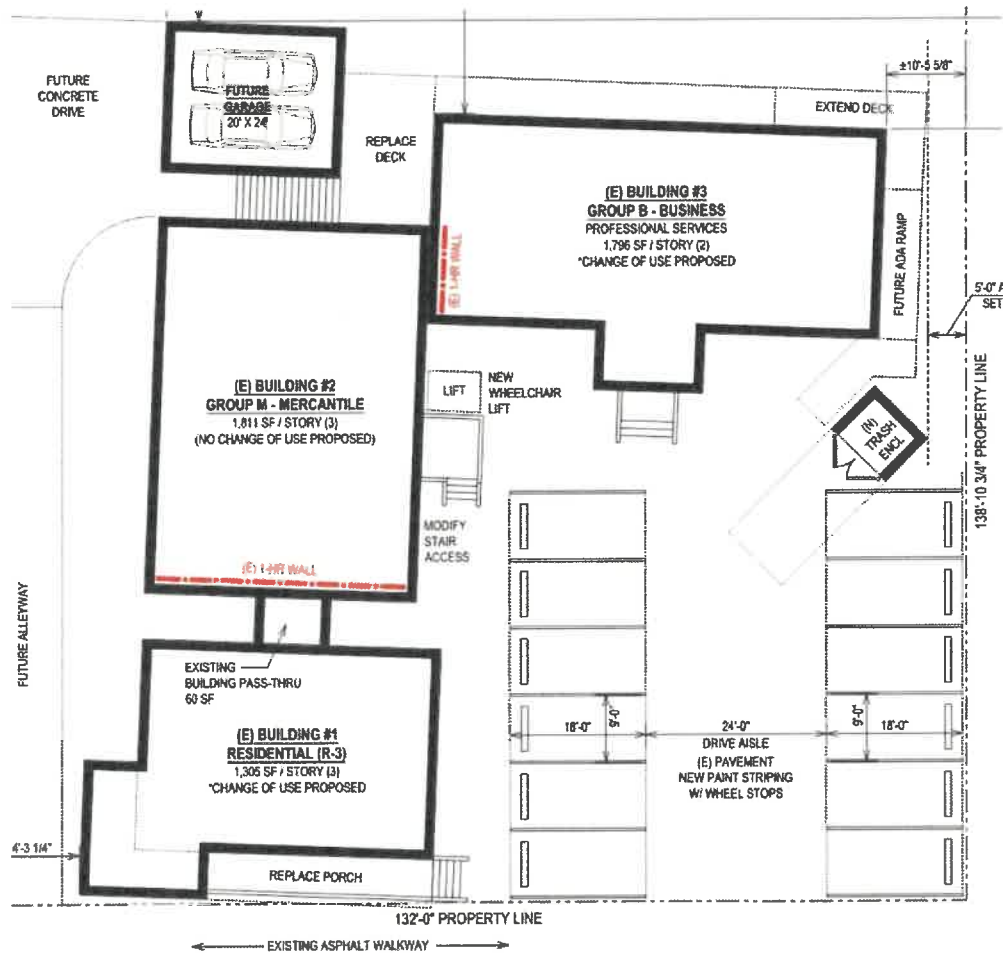 FUTURE
CONCRETE
DRIVE
FUTURE
GARAGE
20' X 24'
REPLACE
DECK
±10'-5 5/8"
EXTEND DECK
(E) BUILDING #3
GROUP B - BUSINESS
PROFESSIONAL SERVICES
1,796 SF / STORY (2)
*CHANGE OF USE PROPOSED
(E) 1-HR WALL
FUTURE ADA RAMP
5'-0"
SET
138'-10 3/4" PROPERTY LINE
(E) BUILDING #2
GROUP M - MERCANTILE
1,811 SF / STORY (3)
(NO CHANGE OF USE PROPOSED)
LIFT
NEW
WHEELCHAIR
LIFT
(N)
TRASH
ENCL
MODIFY
STAIR
ACCESS
(E) 1-HR WALL
FUTURE ALLEYWAY
EXISTING
BUILDING PASS-THRU
60 SF
(E) BUILDING #1
RESIDENTIAL (R-3)
1,305 SF / STORY (3)
*CHANGE OF USE PROPOSED
18'-0"
9'-0"
24'-0"
DRIVE AISLE
(E) PAVEMENT
NEW PAINT STRIPING
W/ WHEEL STOPS
9'-0"
18'-0"
4'-3 1/4"
REPLACE PORCH
132'-0" PROPERTY LINE
EXISTING ASPHALT WALKWAY